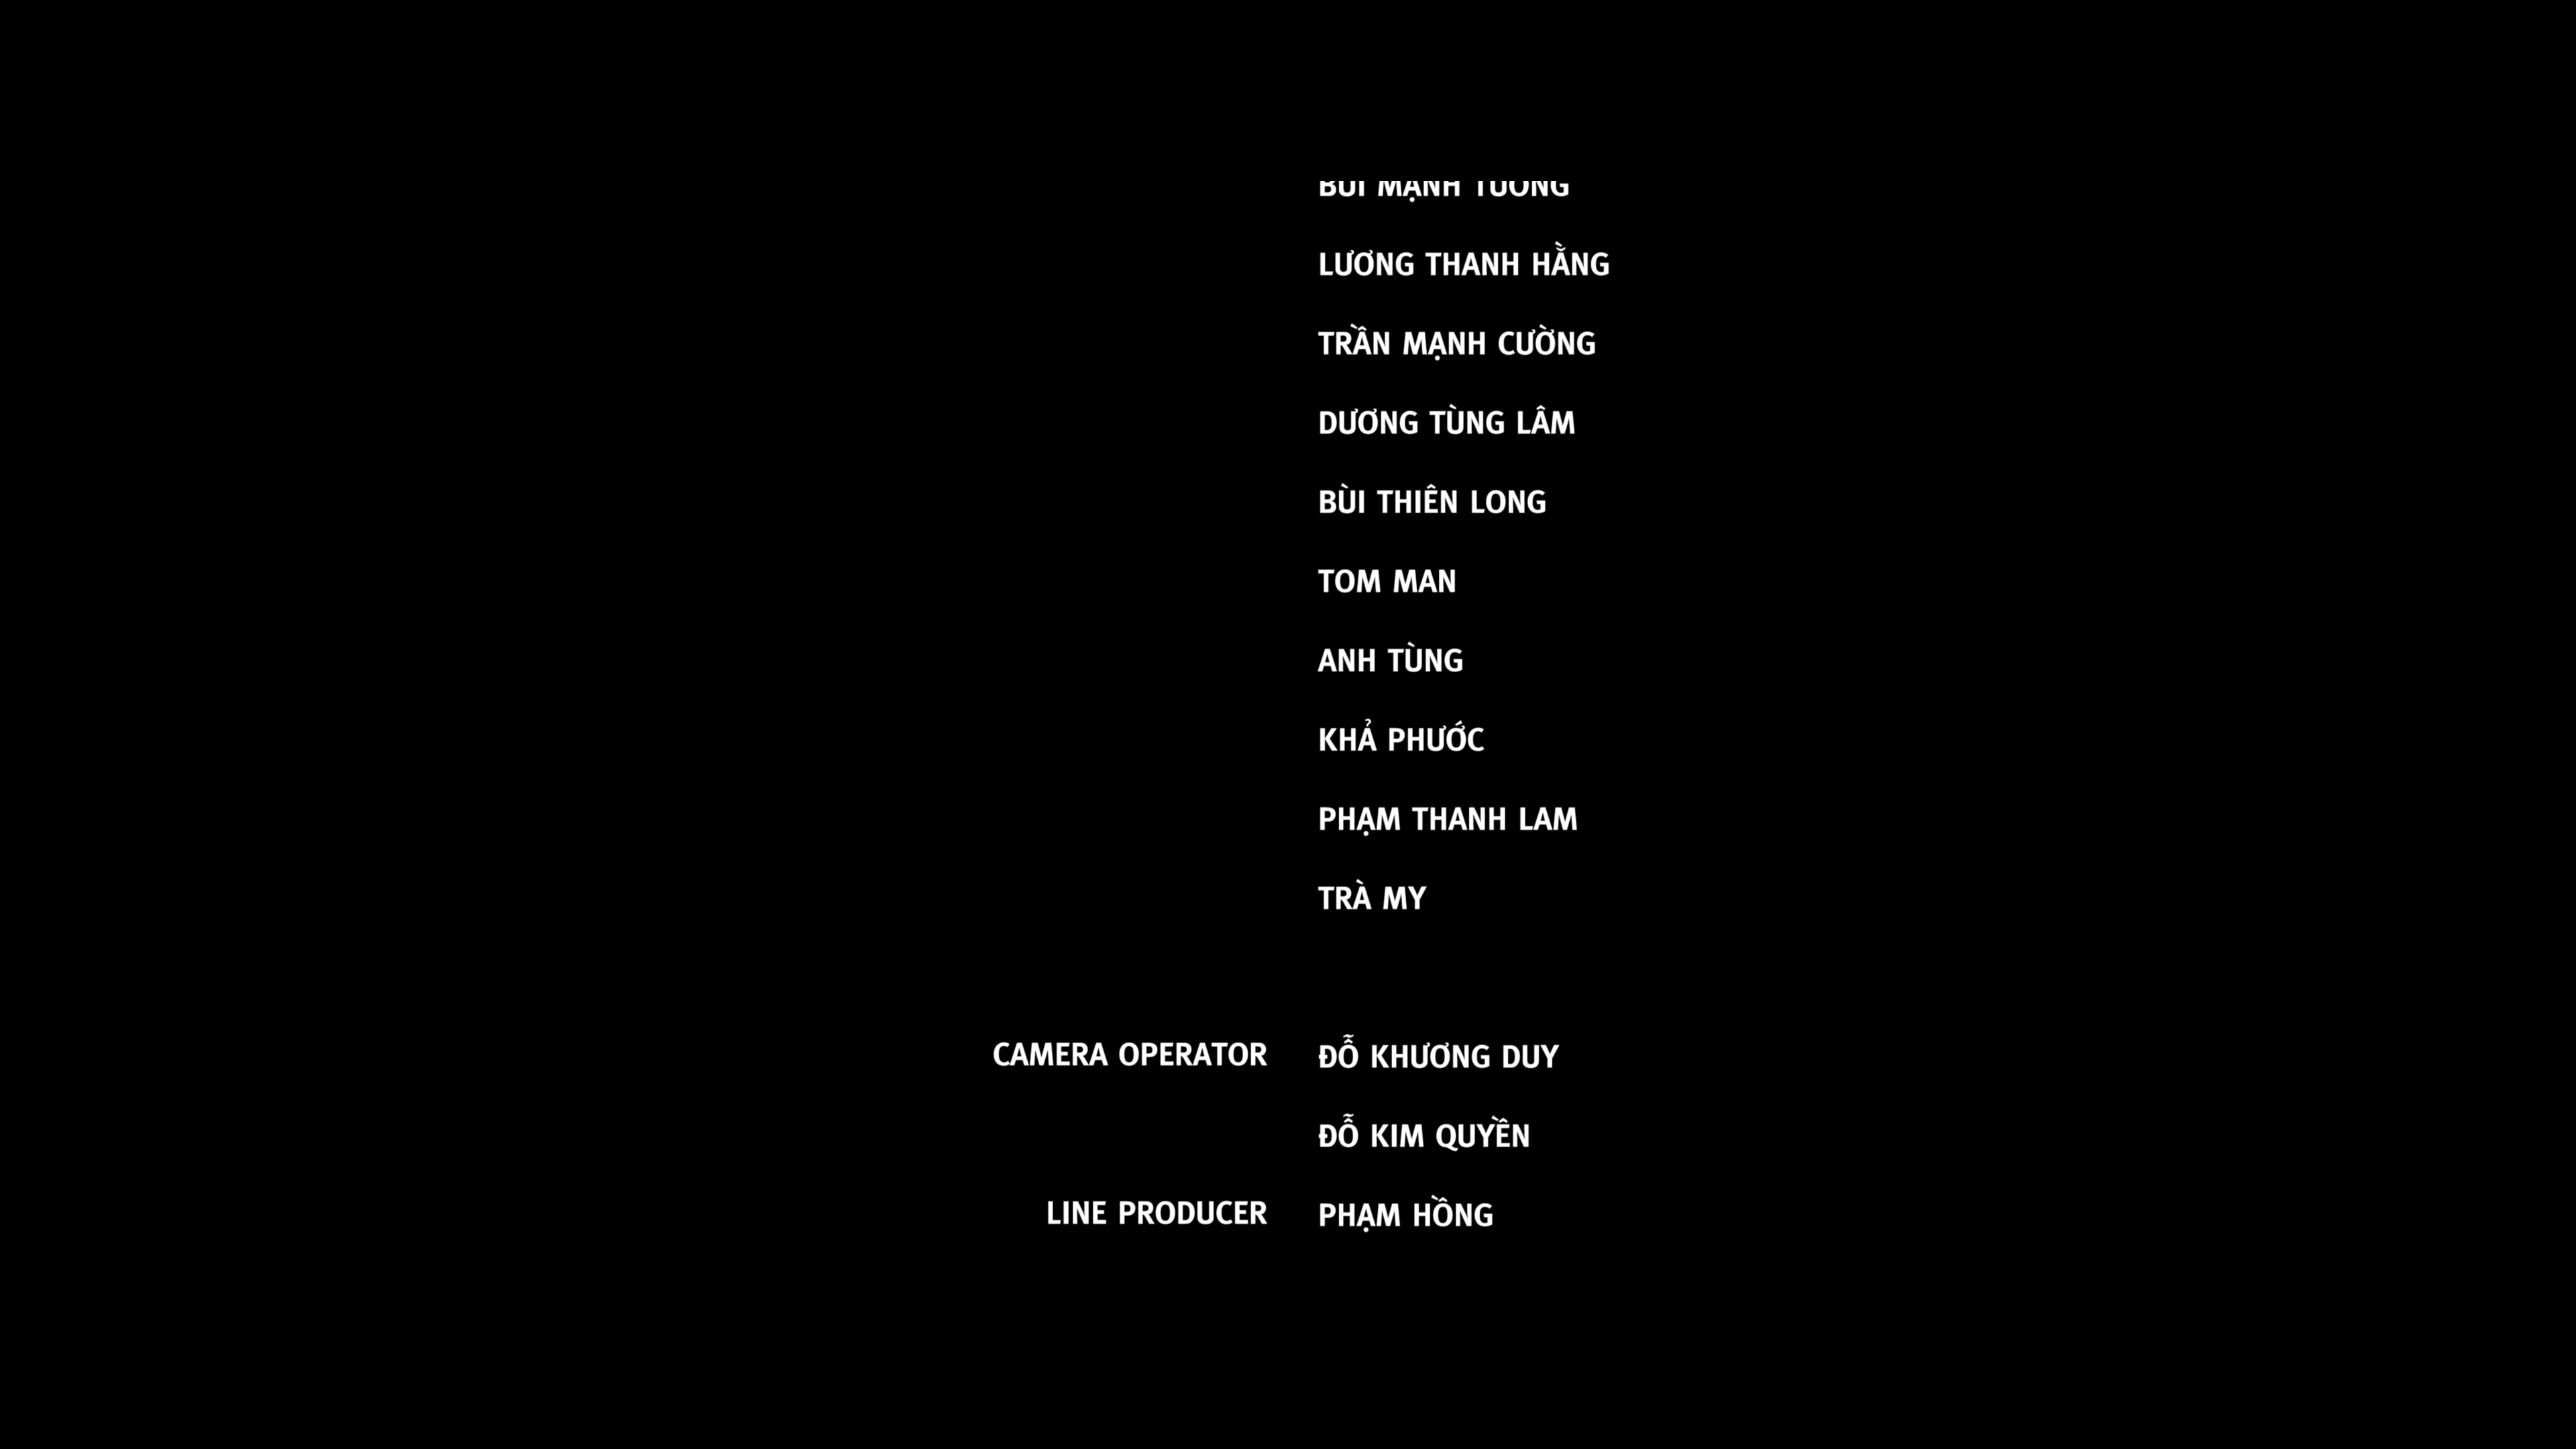 MẠNH
LƯƠNG THANH HẰNG
TRẦN MẠNH CƯỜNG
DƯƠNG TÙNG LÂM
BÙI THIÊN LONG
TOM MAN
ANH TÙNG
KHẢ PHƯỚC
PHẠM THANH LAM
TRÀ MY
CAMERA OPERATOR ĐỖ KHƯƠNG DUY
ĐỖ KIM QUYỀN
LINE PRODUCER PHẠM HỒNG